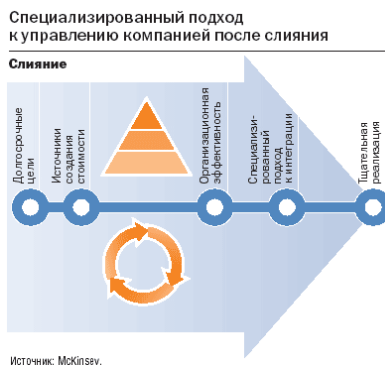 Специализированный подход
к управлению компанией после слияния
Слияние
Долгосрочные
цели
Источники
создания
стоимости
Организационная
эффективность
Специализи-
рованный
подход
к интеграции
Тщательная
реализация
Источник: McKinsey.